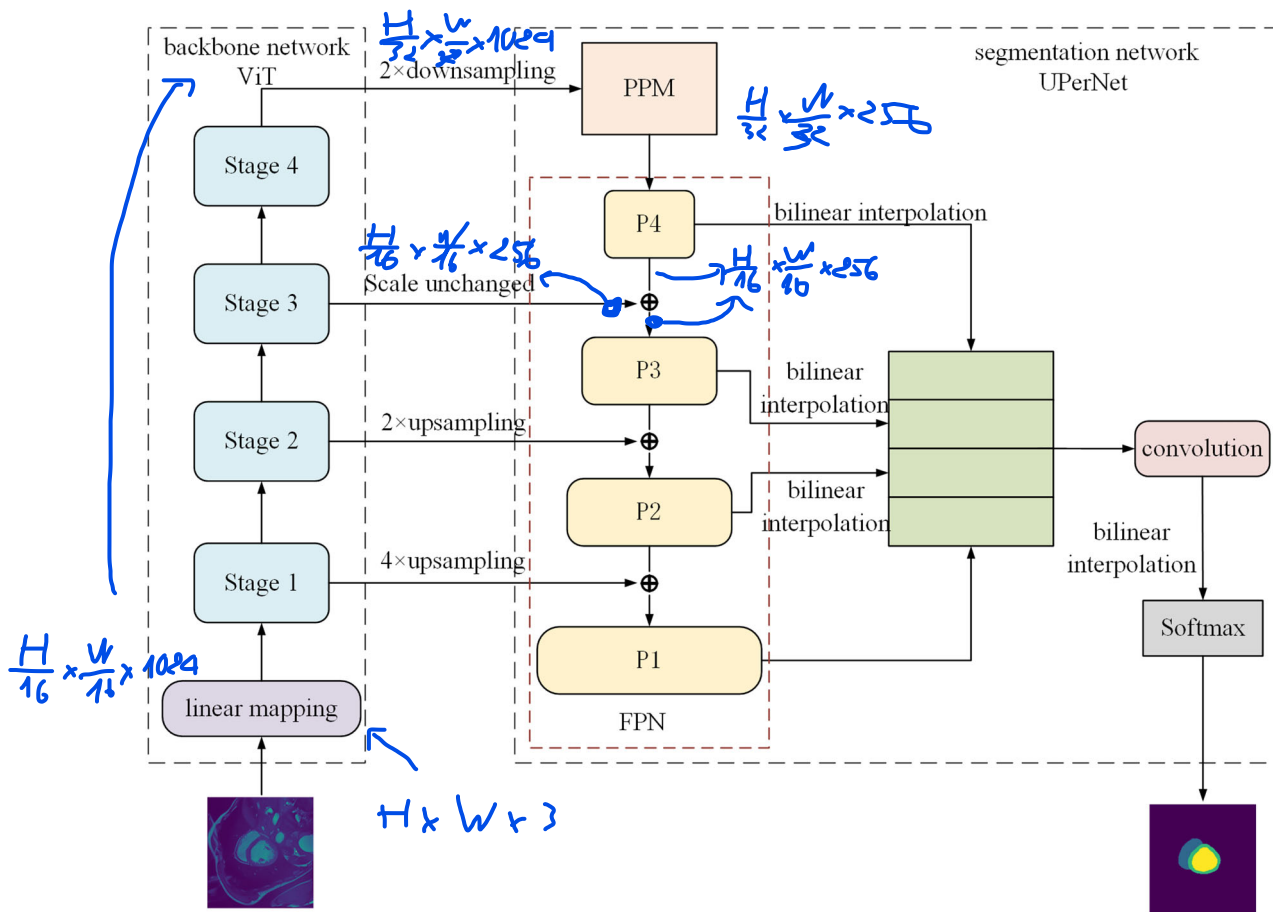 backbone network
ViT
H/32 × W/32 × 1024
2×downsampling
PPM
segmentation network
UPerNet
H/32 × W/32 × 256
Stage 4
P4
bilinear interpolation
H/16 × W/16 × 256
H/16 × W/16 × 256
Scale unchanged
⊕
Stage 3
P3
bilinear
interpolation
2×upsampling
⊕
Stage 2
convolution
P2
bilinear
interpolation
bilinear
interpolation
4×upsampling
⊕
Stage 1
Softmax
H/16 × W/16 × 1024
P1
linear mapping
FPN
H × W × 3